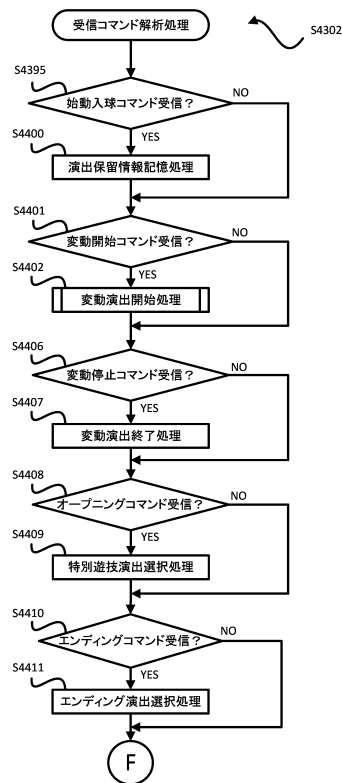 受信コマンド解析処理
S4302
S4395
始動入球コマンド受信？
NO
YES
S4400
演出保留情報記憶処理
S4401
変動開始コマンド受信？
NO
YES
S4402
変動演出開始処理
S4406
変動停止コマンド受信？
NO
YES
S4407
変動演出終了処理
S4408
オープニングコマンド受信？
NO
YES
S4409
特別遊技演出選択処理
S4410
エンディングコマンド受信？
NO
YES
S4411
エンディング演出選択処理
F